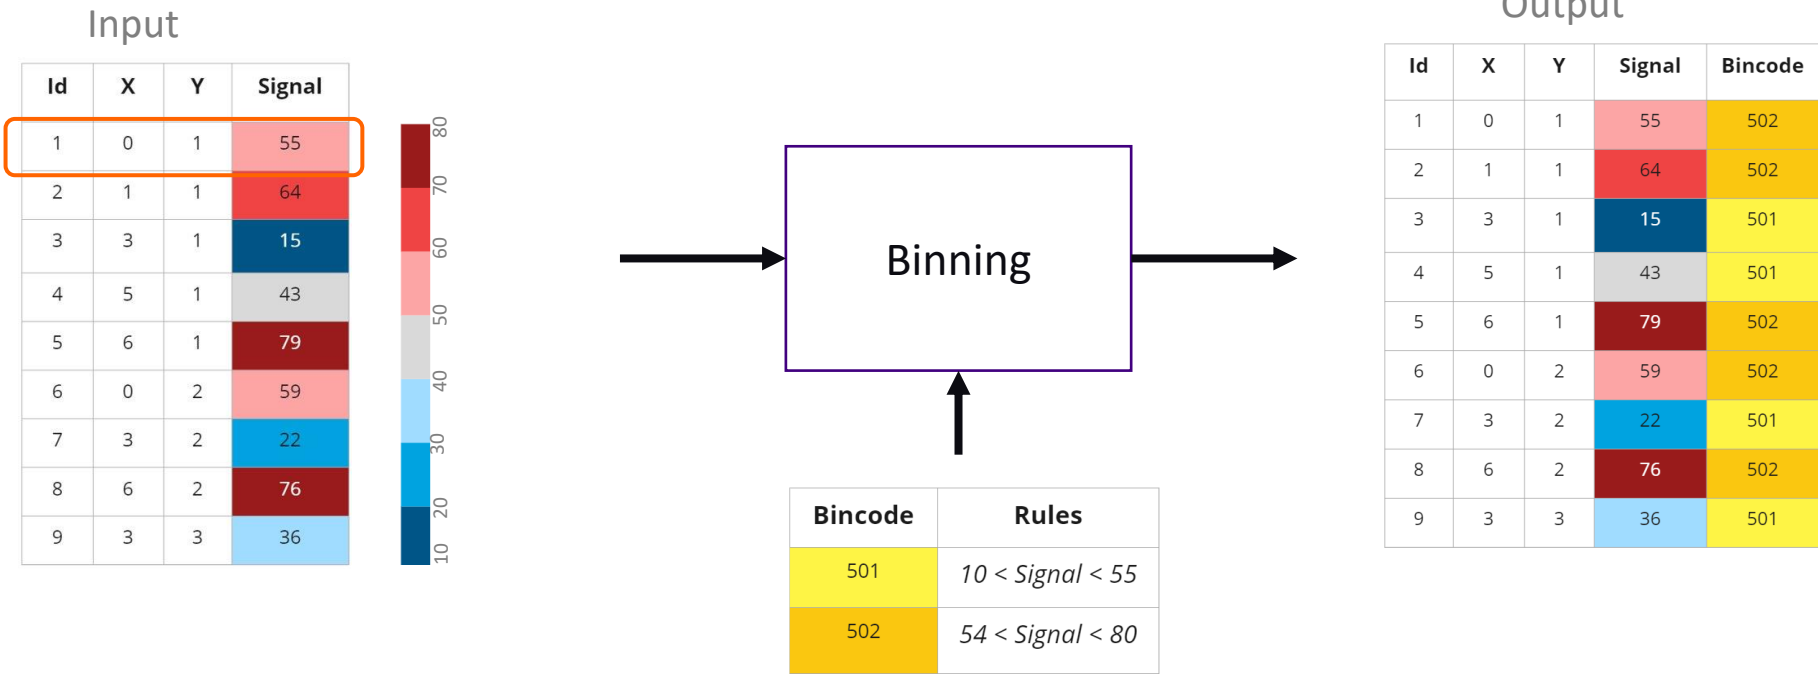 Input
Id X Y Signal
1 0 1 55
2 1 1 64
3 3 1 15
4 5 1 43
5 6 1 79
6 0 2 59
7 3 2 22
8 6 2 76
9 3 3 36
80
70
60
50
40
30
20
10
Binning
Bincode Rules
501 10 < Signal < 55
502 54 < Signal < 80
Output
Id X Y Signal Bincode
1 0 1 55 502
2 1 1 64 502
3 3 1 15 501
4 5 1 43 501
5 6 1 79 502
6 0 2 59 502
7 3 2 22 501
8 6 2 76 502
9 3 3 36 501